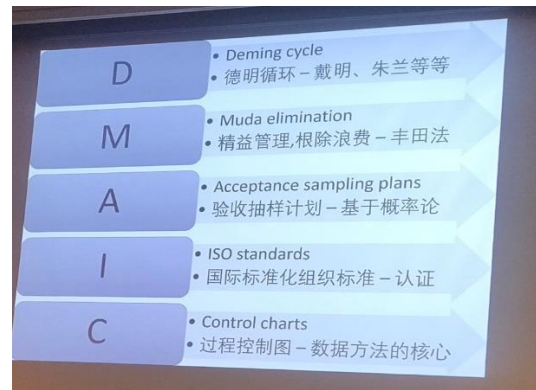 D
• Deming cycle
• 德明循环 – 戴明、朱兰等等
M
• Muda elimination
• 精益管理,根除浪费 – 丰田法
A
• Acceptance sampling plans
• 验收抽样计划 – 基于概率论
I
• ISO standards
• 国际标准化组织标准 – 认证
C
• Control charts
• 过程控制图 – 数据方法的核心